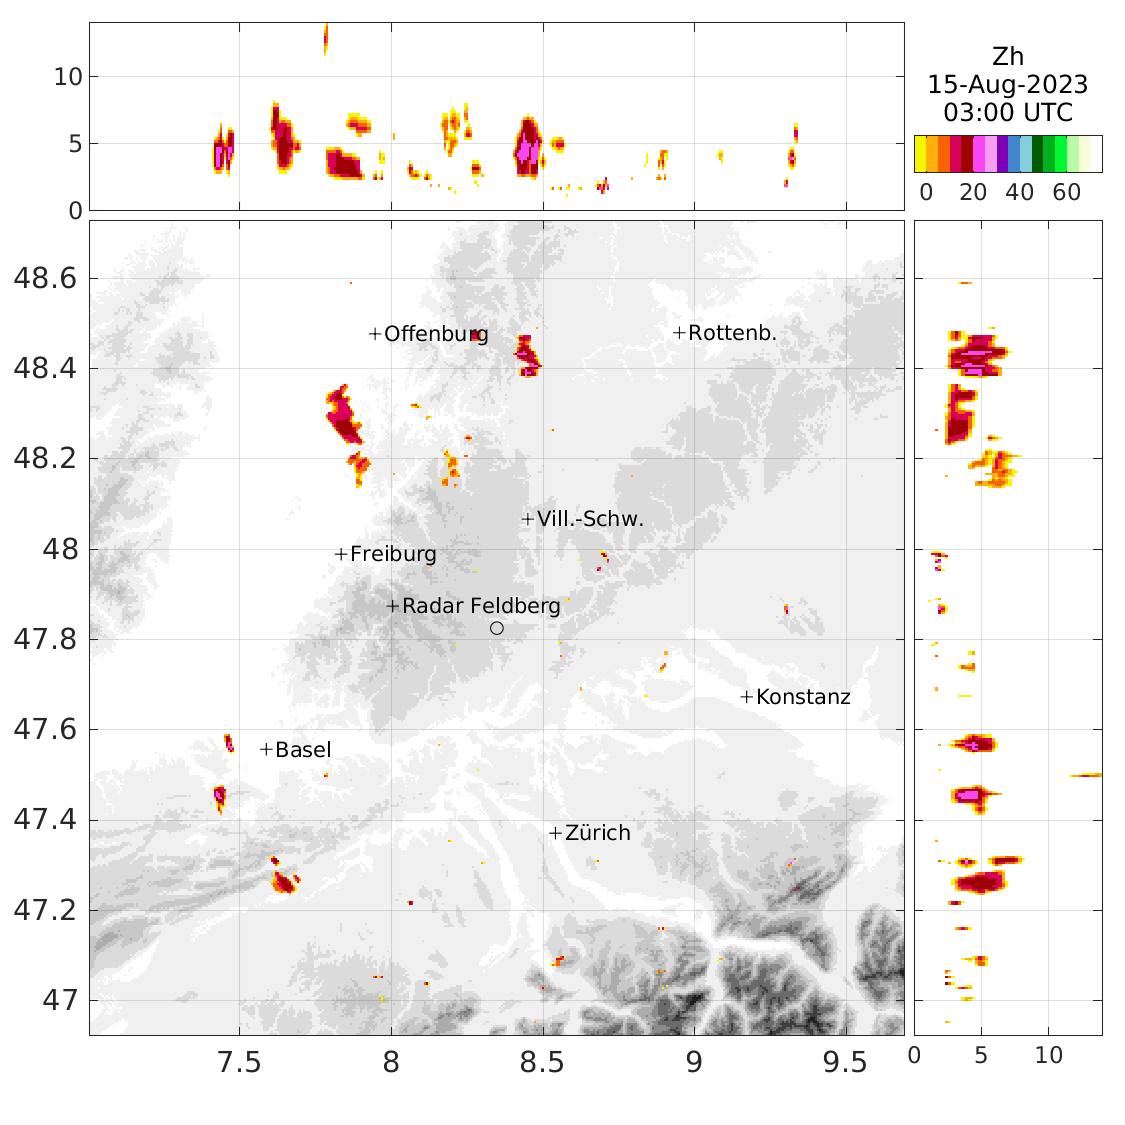 10
5
0
Zh
15-Aug-2023
03:00 UTC
0 20 40 60
48.6
48.4
48.2
48
47.8
47.6
47.4
47.2
47
+Offenburg
+Rottenb.
+Vill.-Schw.
+Freiburg
+Radar Feldberg
+Konstanz
+Basel
+Zürich
7.5 8 8.5 9 9.5
0 5 10